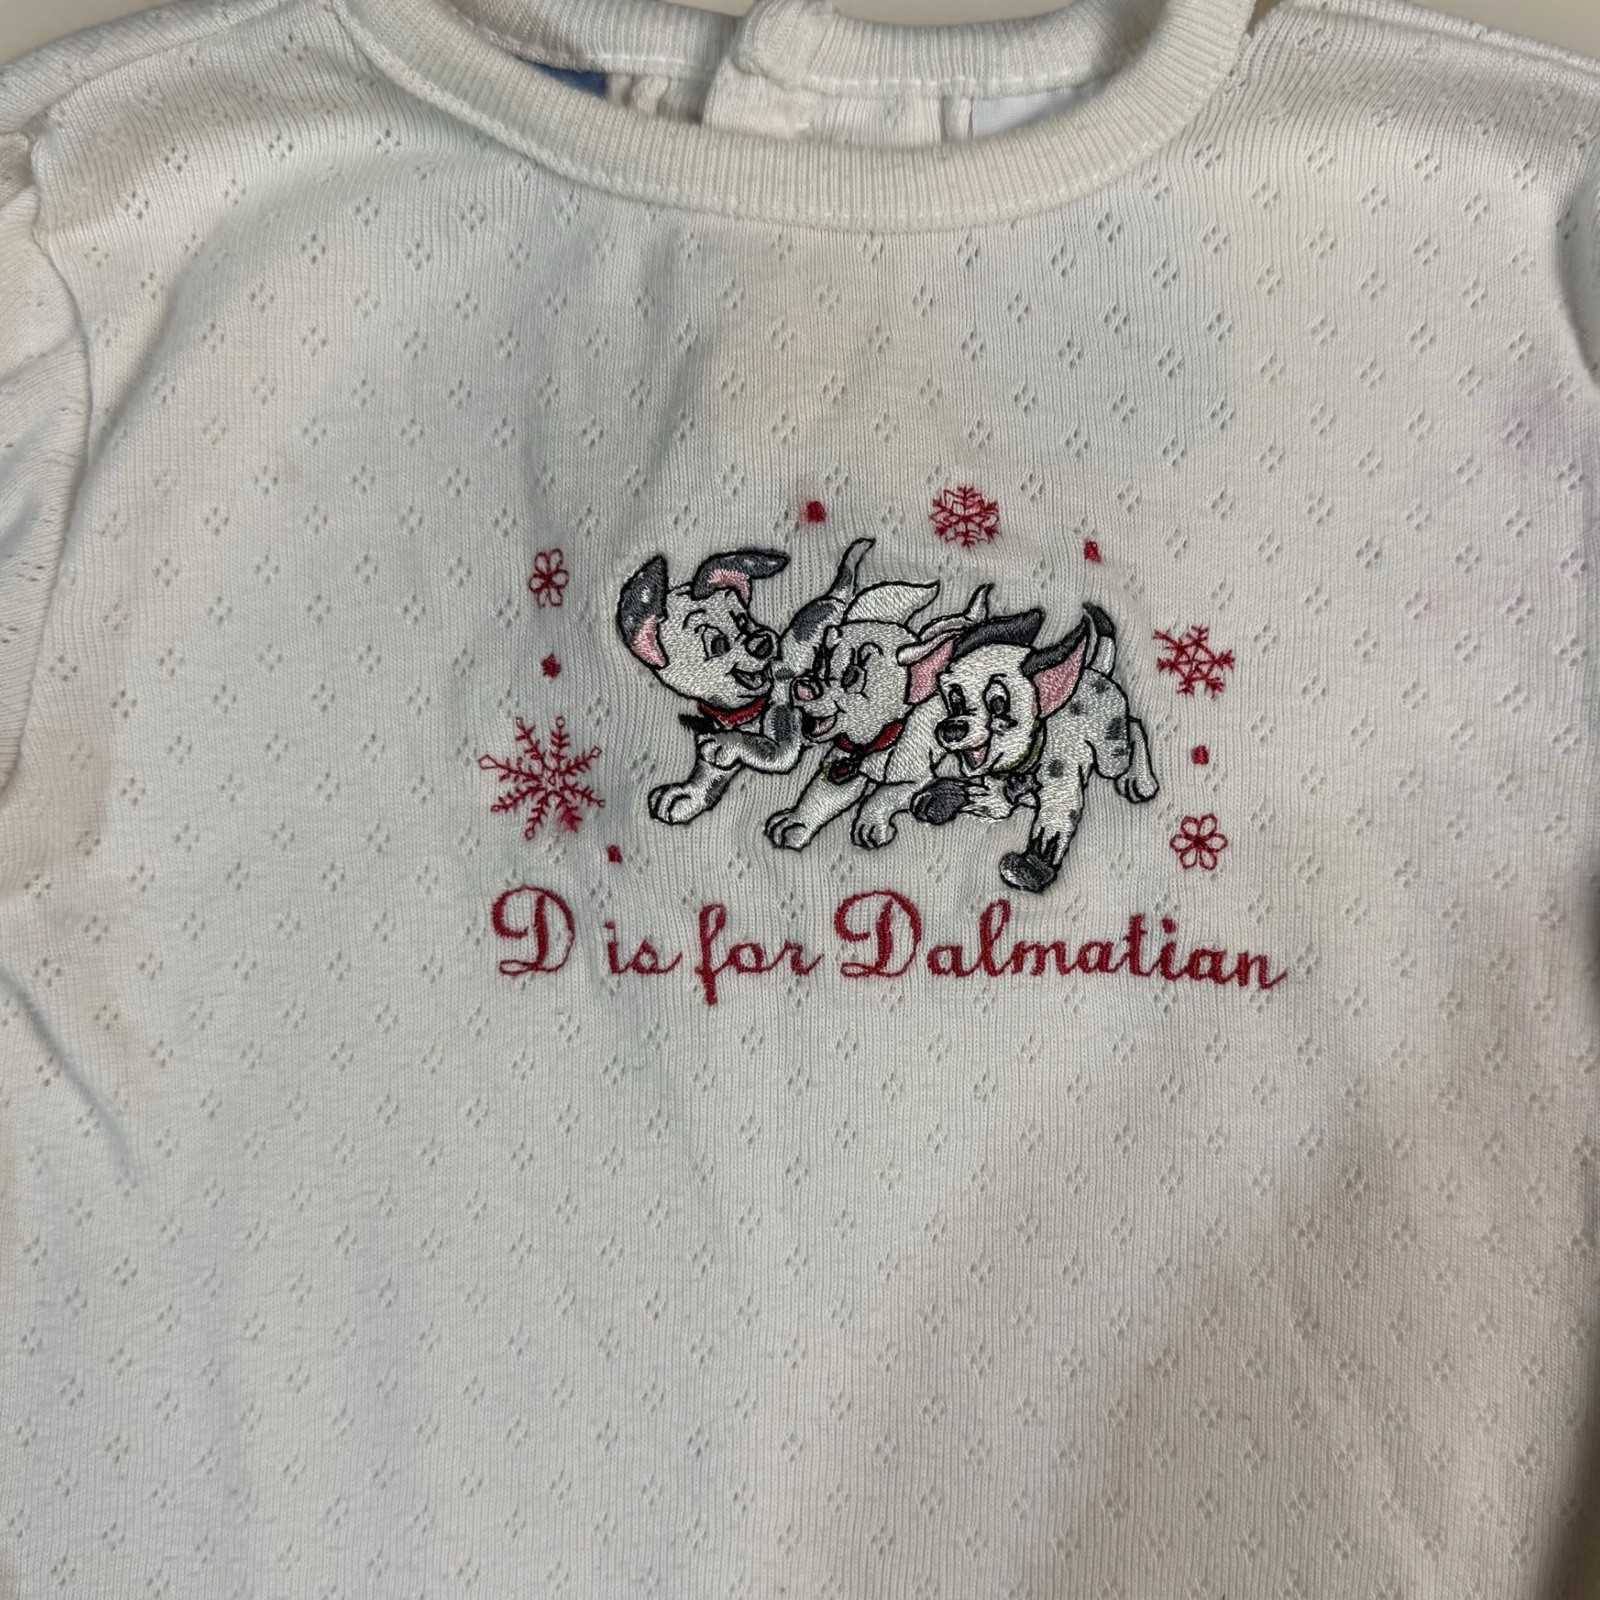 D is for Dalmatian